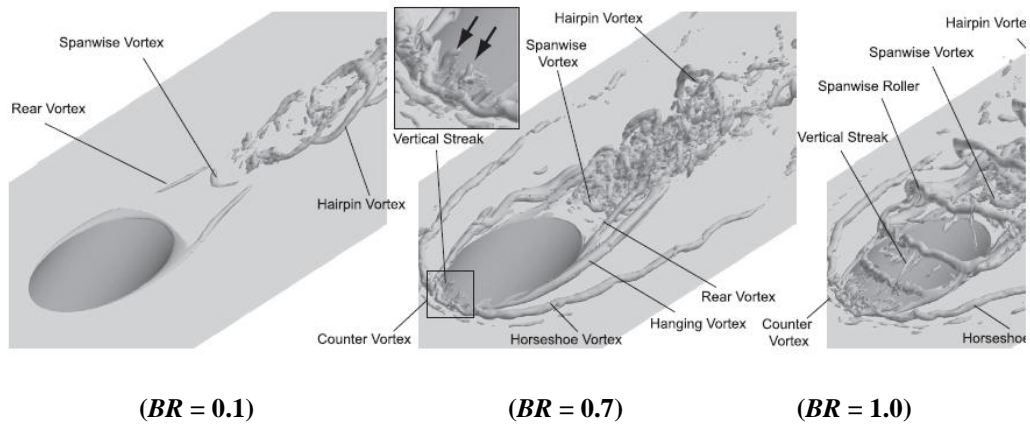 Spanwise Vortex
Rear Vortex
Hairpin Vortex
Hairpin Vortex
Spanwise
Vortex
Vertical Streak
Counter Vortex
Horseshoe Vortex
Hanging Vortex
Rear Vortex
Hairpin
Spanwise Vortex
Spanwise Roller
Vertical Streak
Counter
Vortex
(BR = 0.1)
(BR = 0.7)
(BR = 1.0)